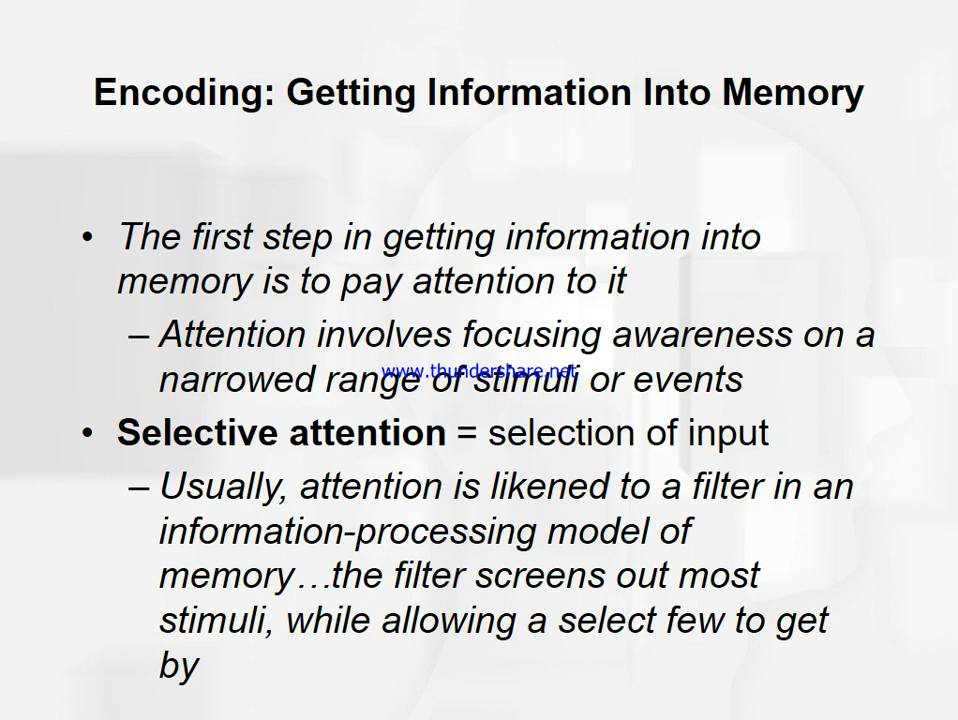 Encoding: Getting Information Into Memory
• The first step in getting information into
memory is to pay attention to it
– Attention involves focusing awareness on a
www.thundershare.net
narrowed range of stimuli or events
• Selective attention = selection of input
– Usually, attention is likened to a filter in an
information-processing model of
memory…the filter screens out most
stimuli, while allowing a select few to get
by